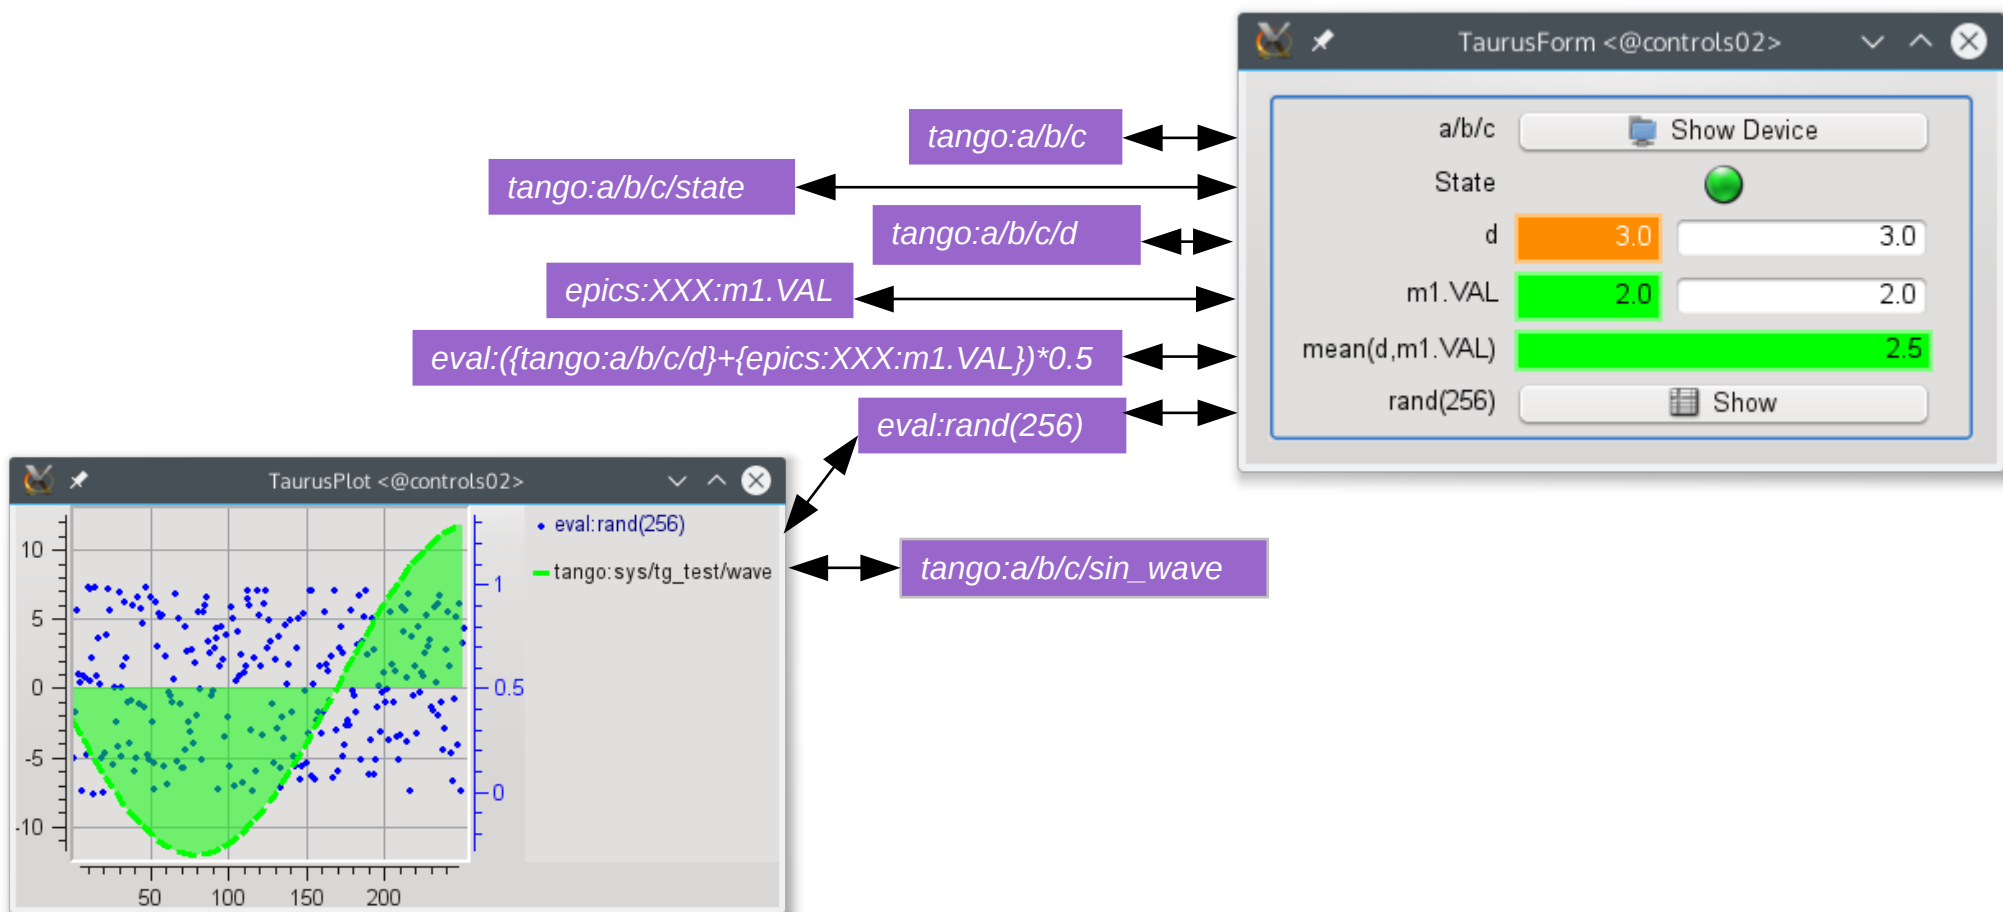 TaurusForm <@controls02>
tango:a/b/c
a/b/c
Show Device
tango:a/b/c/state
State
tango:a/b/c/d
d
3.0
3.0
epics:XXX:m1.VAL
m1.VAL
2.0
2.0
eval:({tango:a/b/c/d}+{epics:XXX:m1.VAL})*0.5
mean(d,m1.VAL)
2.5
eval:rand(256)
rand(256)
Show
TaurusPlot <@controls02>
eval:rand(256)
tango:sys/tg_test/wave
tango:a/b/c/sin_wave
10
5
0
-5
-10
1
0.5
0
50
100
150
200